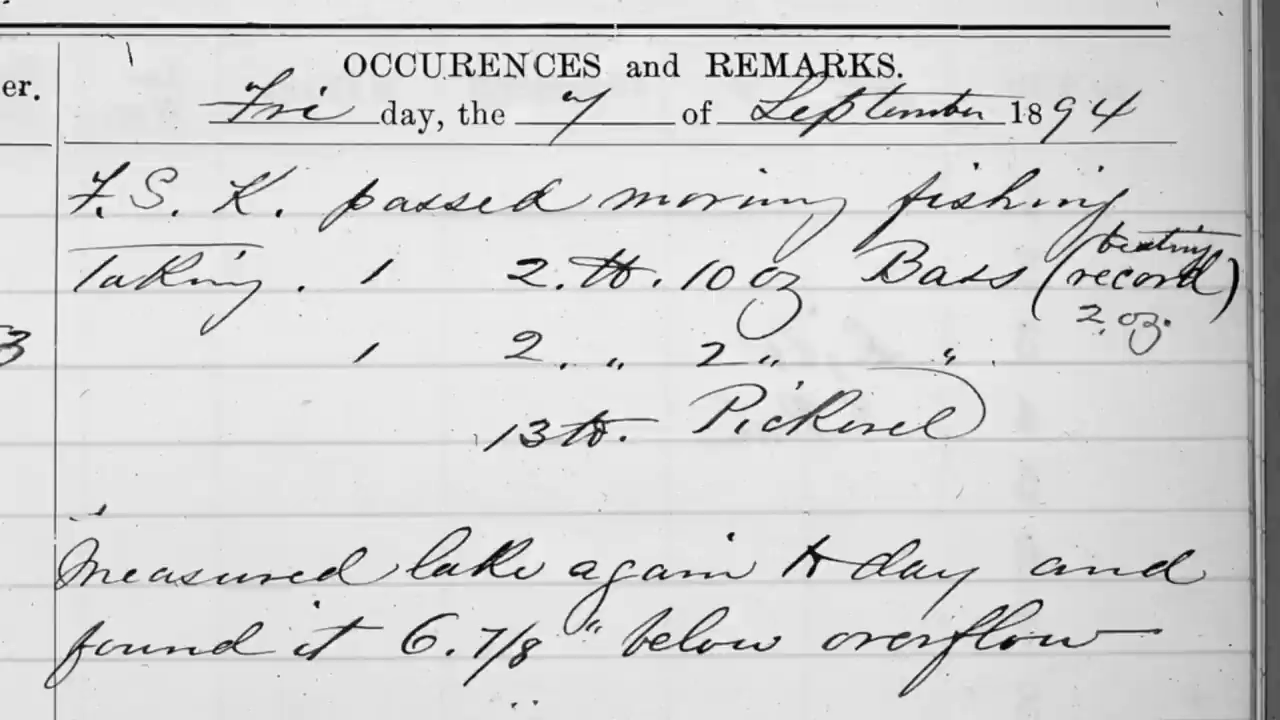 er.
OCCURENCES and REMARKS.
Fri day, the 7 of September 1894
F. S. K. passed morning fishing
Taking. 1 2. lb. 10 oz Bass (beating record) 2 oz.
3 1 2. " 2 " "
13 lb. Pickerel
Measured lake again to day and
found it 6. 7/8 " below overflow